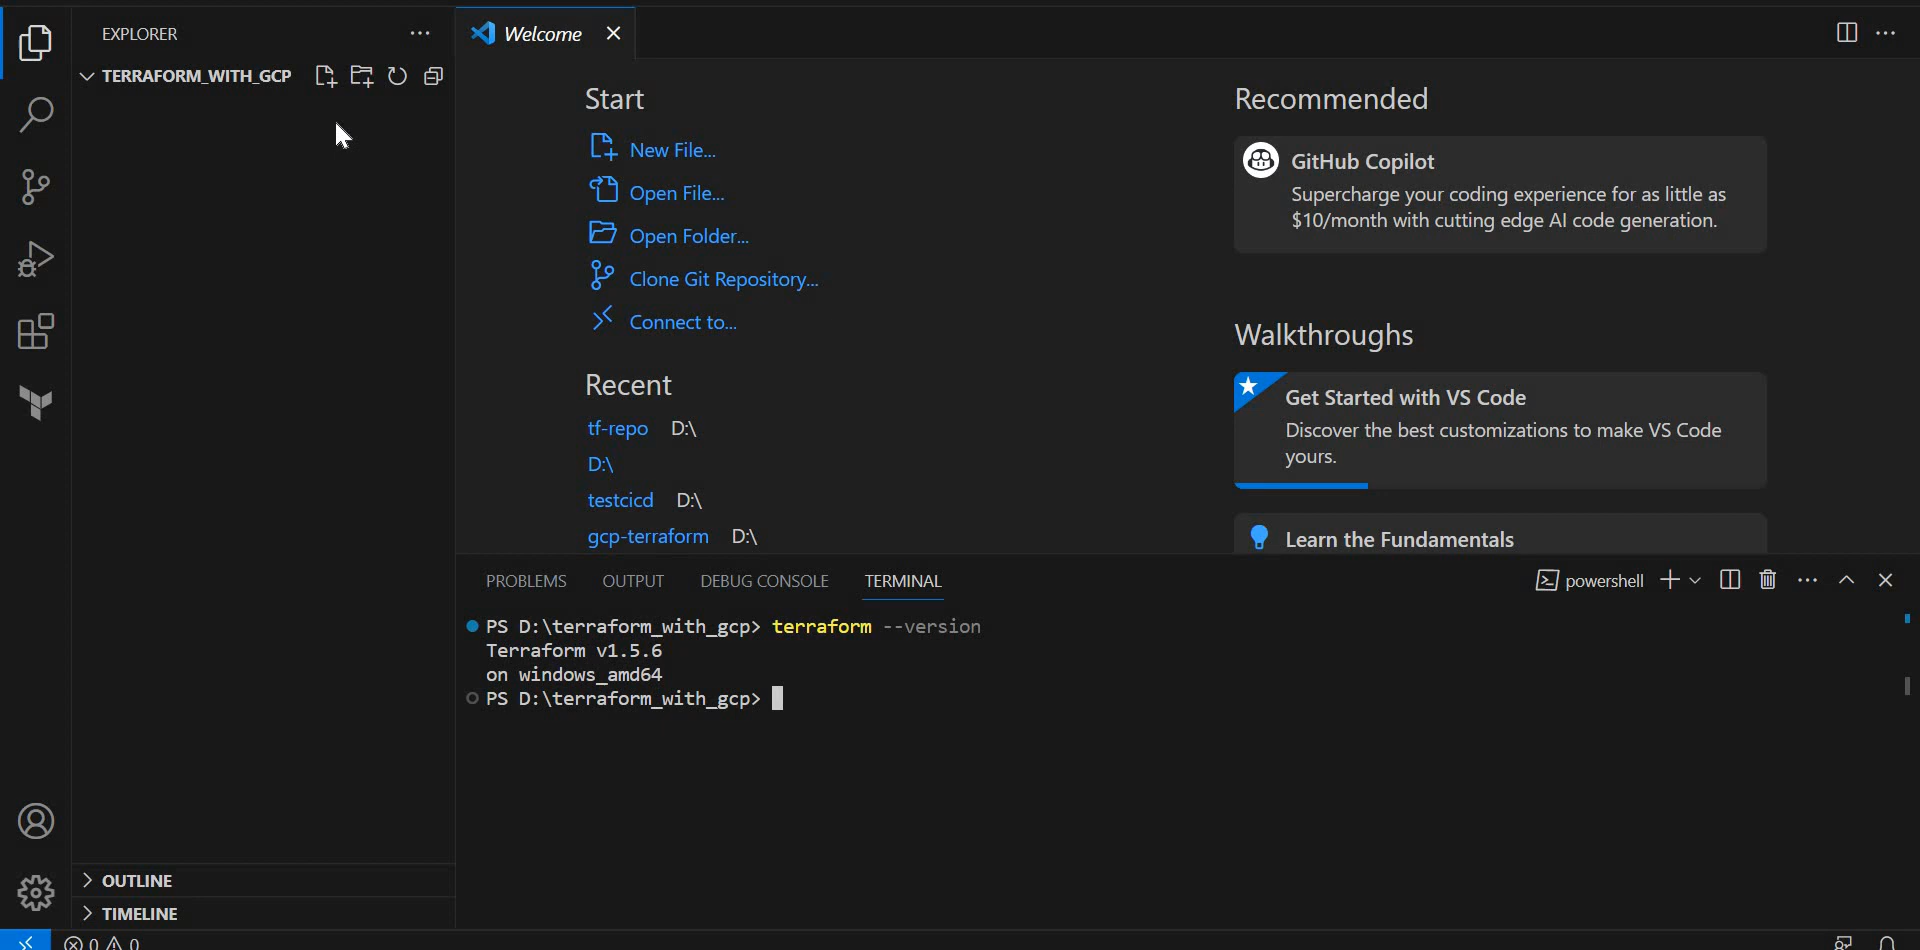 EXPLORER
TERRAFORM_WITH_GCP
Welcome
Start
New File...
Open File...
Open Folder...
Clone Git Repository...
Connect to...
Recent
tf-repo D:\
D:\
testcicd D:\
gcp-terraform D:\
Recommended
GitHub Copilot
Supercharge your coding experience for as little as
$10/month with cutting edge AI code generation.
Walkthroughs
Get Started with VS Code
Discover the best customizations to make VS Code
yours.
Learn the Fundamentals
PROBLEMS OUTPUT DEBUG CONSOLE TERMINAL
powershell
PS D:\terraform_with_gcp> terraform --version
Terraform v1.5.6
on windows_amd64
PS D:\terraform_with_gcp>
OUTLINE
TIMELINE
0 0